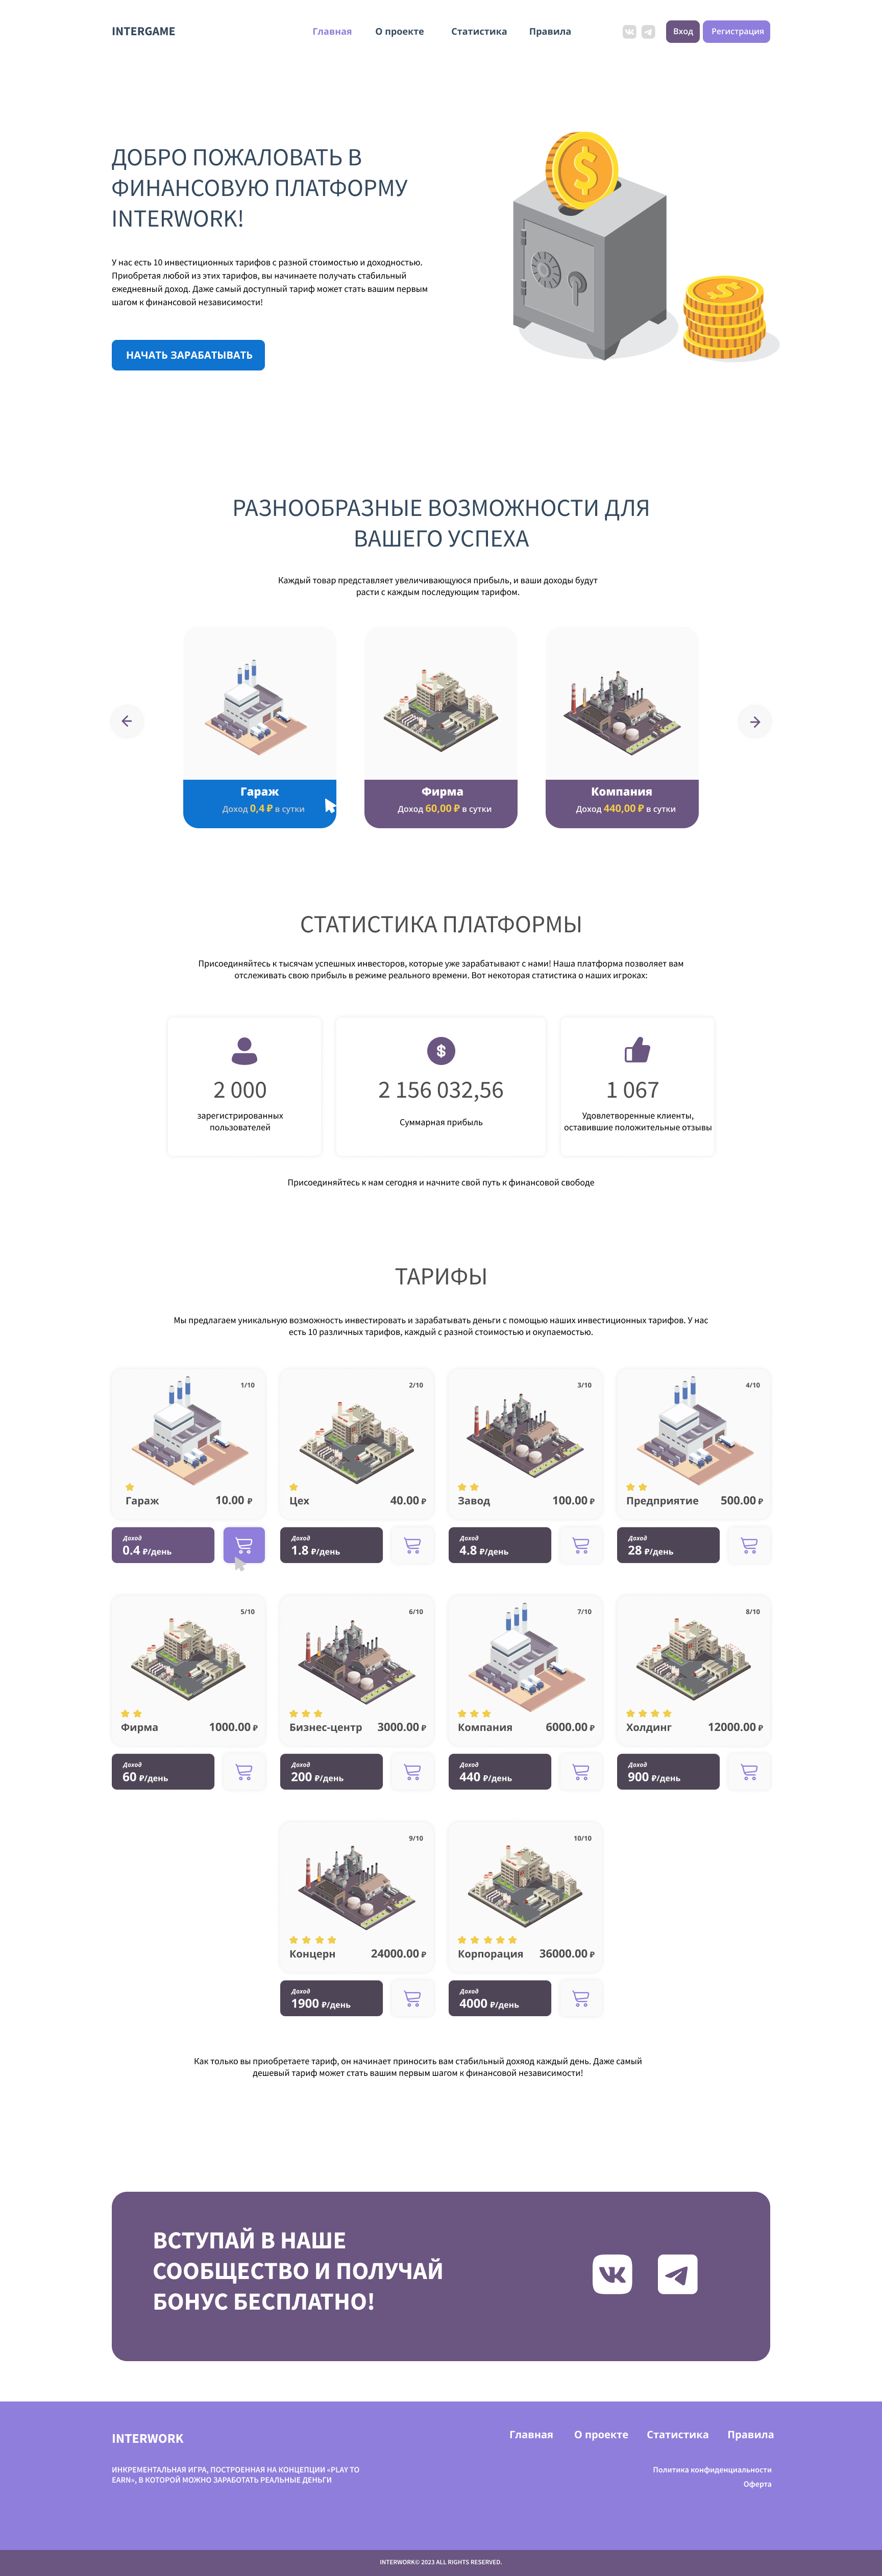 INTERGAME
Главная
О проекте
Статистика
Правила
Вход
Регистрация
ДОБРО ПОЖАЛОВАТЬ В
ФИНАНСОВУЮ ПЛАТФОРМУ
INTERWORK!
У нас есть 10 инвестиционных тарифов с разной стоимостью и доходностью.
Приобретая любой из этих тарифов, вы начинаете получать стабильный
ежедневный доход. Даже самый доступный тариф может стать вашим первым
шагом к финансовой независимости!
НАЧАТЬ ЗАРАБАТЫВАТЬ
РАЗНООБРАЗНЫЕ ВОЗМОЖНОСТИ ДЛЯ
ВАШЕГО УСПЕХА
Каждый товар представляет увеличивающуюся прибыль, и ваши доходы будут
расти с каждым последующим тарифом.
Гараж
Доход 0,4 ₽ в сутки
Фирма
Доход 60,00 ₽ в сутки
Компания
Доход 440,00 ₽ в сутки
СТАТИСТИКА ПЛАТФОРМЫ
Присоединяйтесь к тысячам успешных инвесторов, которые уже зарабатывают с нами! Наша платформа позволяет вам
отслеживать свою прибыль в режиме реального времени. Вот некоторая статистика о наших игроках:
2 000
зарегистрированных
пользователей
$
2 156 032,56
Суммарная прибыль
1 067
Удовлетворенные клиенты,
оставившие положительные отзывы
Присоединяйтесь к нам сегодня и начните свой путь к финансовой свободе
ТАРИФЫ
Мы предлагаем уникальную возможность инвестировать и зарабатывать деньги с помощью наших инвестиционных тарифов. У нас
есть 10 различных тарифов, каждый с разной стоимостью и окупаемостью.
1/10
Гараж 10.00 ₽
Доход
0.4 ₽/день
2/10
Цех 40.00 ₽
Доход
1.8 ₽/день
3/10
Завод 100.00 ₽
Доход
4.8 ₽/день
4/10
Предприятие 500.00 ₽
Доход
28 ₽/день
5/10
Фирма 1000.00 ₽
Доход
60 ₽/день
6/10
Бизнес-центр 3000.00 ₽
Доход
200 ₽/день
7/10
Компания 6000.00 ₽
Доход
440 ₽/день
8/10
Холдинг 12000.00 ₽
Доход
900 ₽/день
9/10
Концерн 24000.00 ₽
Доход
1900 ₽/день
10/10
Корпорация 36000.00 ₽
Доход
4000 ₽/день
Как только вы приобретаете тариф, он начинает приносить вам стабильный дохяод каждый день. Даже самый
дешевый тариф может стать вашим первым шагом к финансовой независимости!
ВСТУПАЙ В НАШЕ
СООБЩЕСТВО И ПОЛУЧАЙ
БОНУС БЕСПЛАТНО!
INTERWORK
ИНКРЕМЕНТАЛЬНАЯ ИГРА, ПОСТРОЕННАЯ НА КОНЦЕПЦИИ «PLAY TO
EARN», В КОТОРОЙ МОЖНО ЗАРАБОТАТЬ РЕАЛЬНЫЕ ДЕНЬГИ
Главная
О проекте
Статистика
Правила
Политика конфиденциальности
Оферта
INTERWORK© 2023 ALL RIGHTS RESERVED.